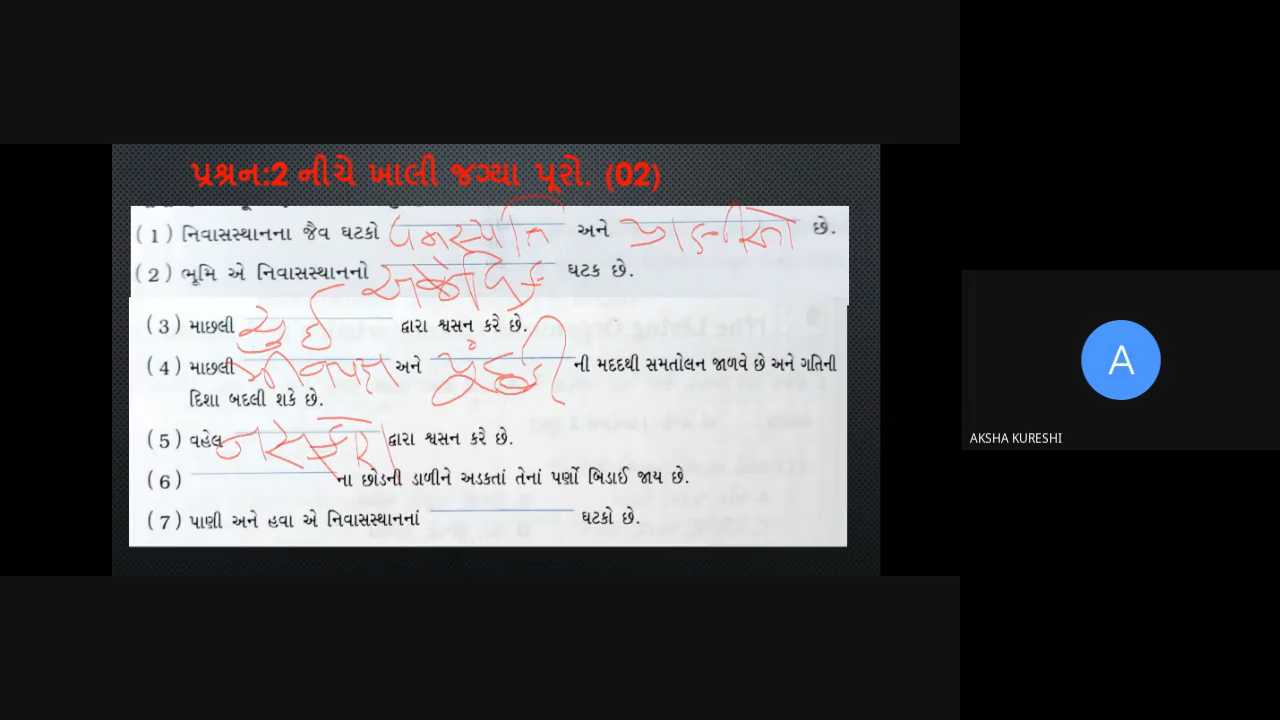 પ્રશ્રન:2 નીચે ખાલી જગ્યા પૂરો. (02)
(1) નિવાસસ્થાનના જૈવ ઘટકો વનસ્પતિ અને છે.
(2) ભૂમિ એ નિવાસસ્થાનનો અજૈવિક ઘટક છે.
(3) માછલી ચુઈ દ્વારા શ્વસન કરે છે.
(4) માછલી મીનપક્ષ અને પૂંછડી ની મદદથી સમતોલન જાળવે છે અને ગતિની
દિશા બદલી શકે છે.
(5) વહેલ દ્વારા શ્વસન કરે છે.
(6) ના છોડની ડાળીને અડકતાં તેનાં પર્ણો બિડાઈ જાય છે.
(7) પાણી અને હવા એ નિવાસસ્થાનનાં ઘટકો છે.
A
AKSHA KURESHI